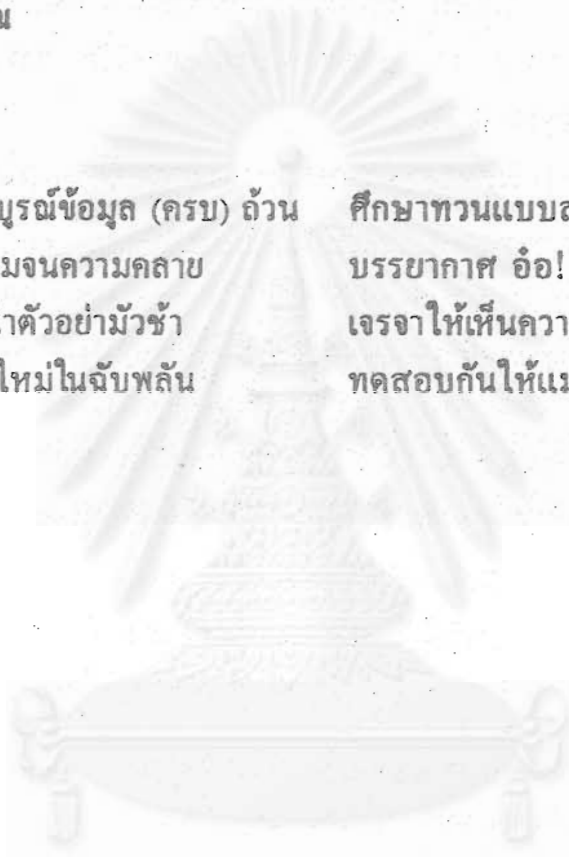 ณ
บูรณ์ข้อมูล (ครบ) ถ้วน ศึกษาทวนแบบ
มจนความคลาย บรรยากาศ อ๋อ!
าตัวอย่ามัวช้า เจรจาให้เห็นควา
ใหม่ในฉับพลัน ทดสอบกันให้แม